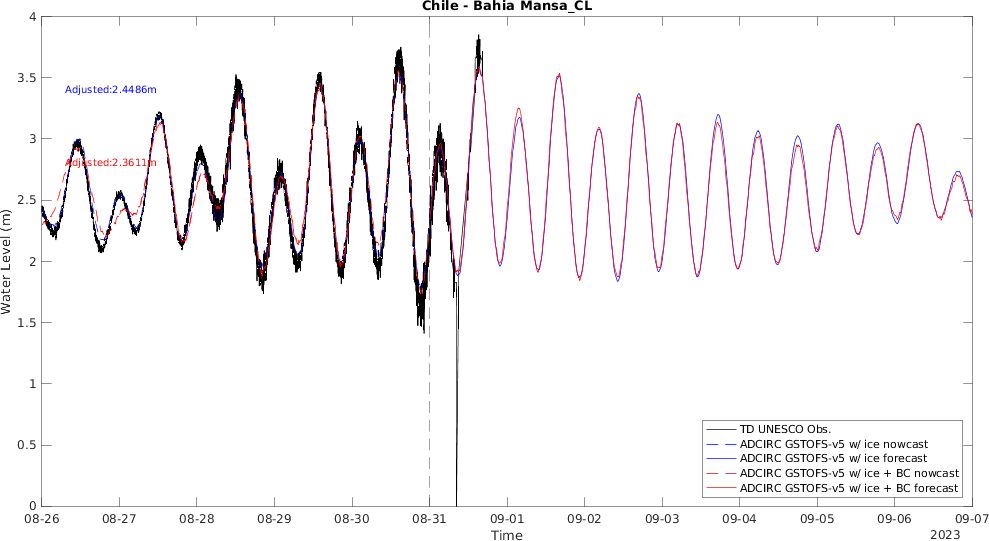 Chile - Bahia Mansa_CL
4
3.5
3
2.5
2
1.5
1
0.5
0
Water Level (m)
Adjusted:2.4486m
Adjusted:2.3611m
TD UNESCO Obs.
ADCIRC GSTOFS-v5 w/ ice nowcast
ADCIRC GSTOFS-v5 w/ ice forecast
ADCIRC GSTOFS-v5 w/ ice + BC nowcast
ADCIRC GSTOFS-v5 w/ ice + BC forecast
08-26 08-27 08-28 08-29 08-30 08-31 09-01 09-02 09-03 09-04 09-05 09-06 09-07
Time
2023